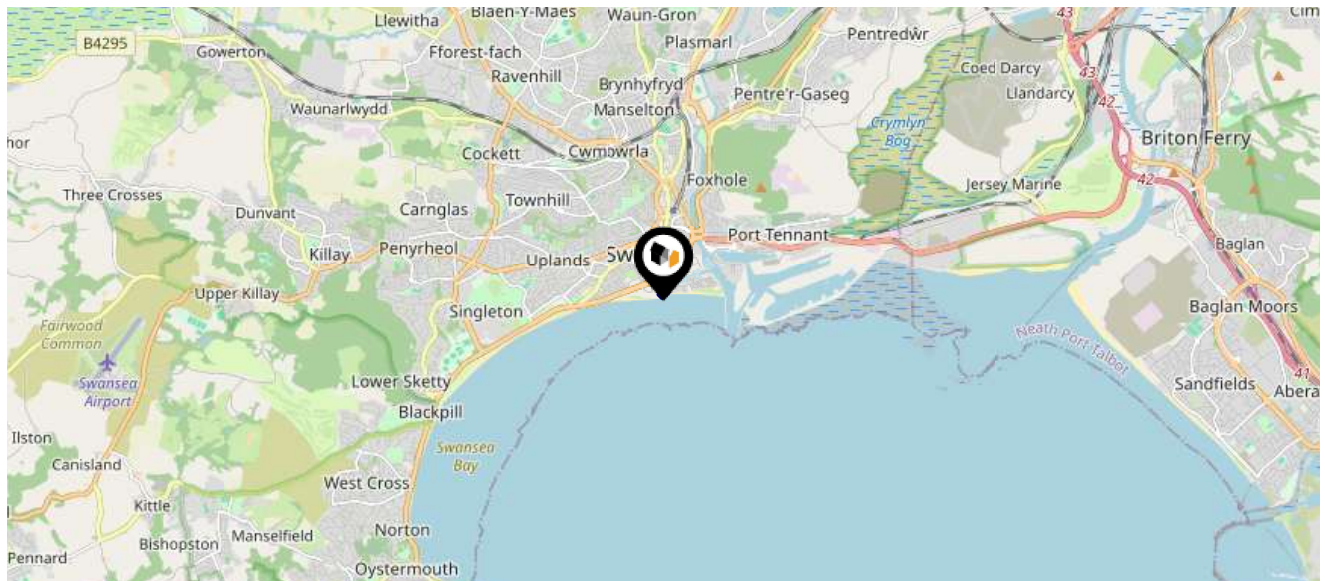 Llewitha
Blaen-Y-Maes
Waun-Gron
43
Cim
B4295
Gowerton
Fforest-fach
Plasmarl
Pentredŵr
Ravenhill
Brynhyfryd
Coed Darcy
43
Waunarlwydd
Manselton
Pentre'r-Gaseg
Llandarcy
42
hor
Crymlyn
Bog
Briton Ferry
Cockett
Cwmbwrla
Three Crosses
Townhill
Foxhole
Jersey Marine
42
Dunvant
Carnglas
Killay
Penyrheol
Uplands
Sw
Port Tennant
Baglan
Upper Killay
Singleton
Baglan Moors
Fairwood
Common
Neath Port Talbot
Swansea
Airport
Lower Sketty
Sandfields
41
Abera
Blackpill
Ilston
Swansea
Bay
Canisland
West Cross
Kittle
Norton
Manselfield
Bishopston
Pennard
Oystermouth